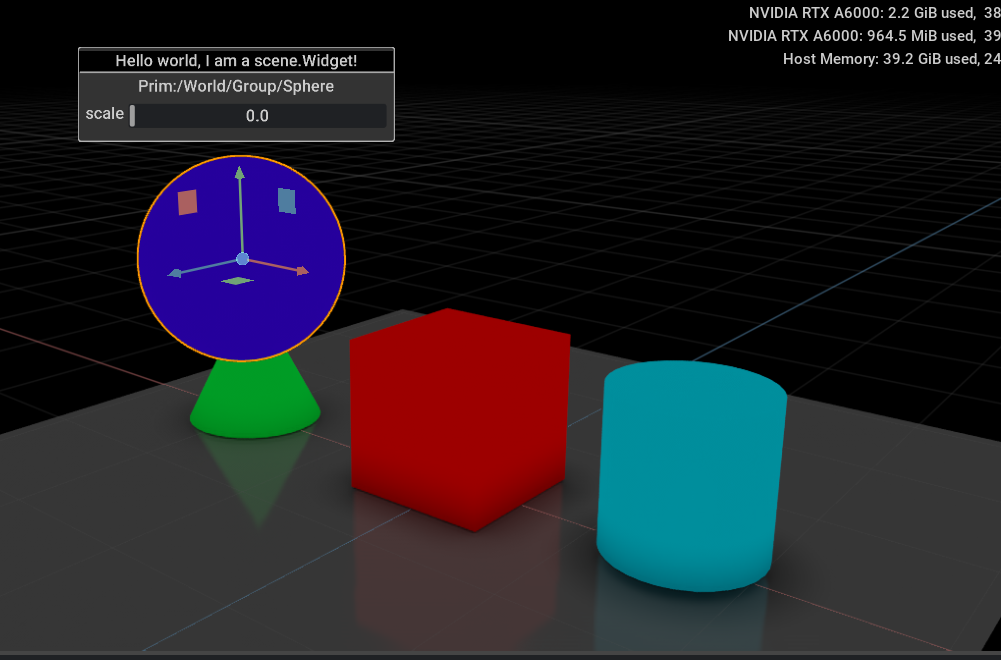 NVIDIA RTX A6000: 2.2 GiB used, 38
NVIDIA RTX A6000: 964.5 MiB used, 39
Host Memory: 39.2 GiB used, 24
Hello world, I am a scene.Widget!
Prim:/World/Group/Sphere
scale 0.0